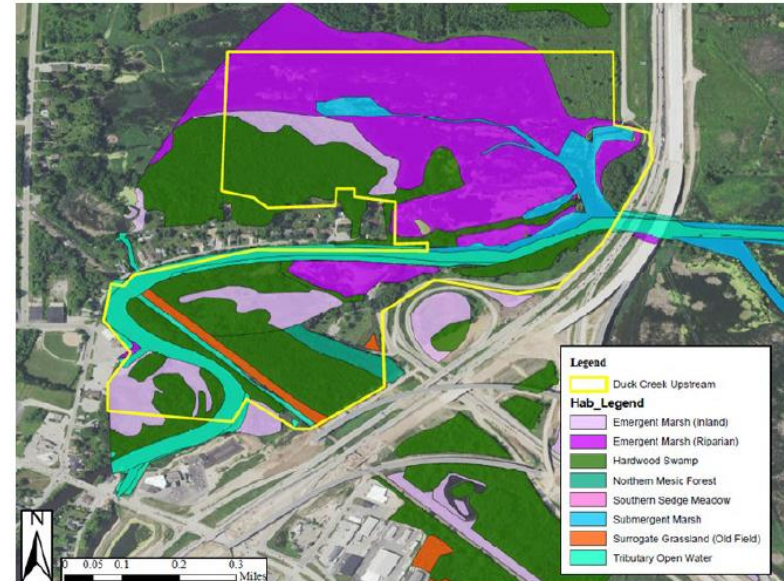 Legend
Duck Creek Upstream
Hab_Legend
Emergent Marsh (Inland)
Emergent Marsh (Riparian)
Hardwood Swamp
Northern Mesic Forest
Southern Sedge Meadow
Submergent Marsh
Surrogate Grassland (Old Field)
Tributary Open Water
N
0 0.05 0.1 0.2 0.3
Miles